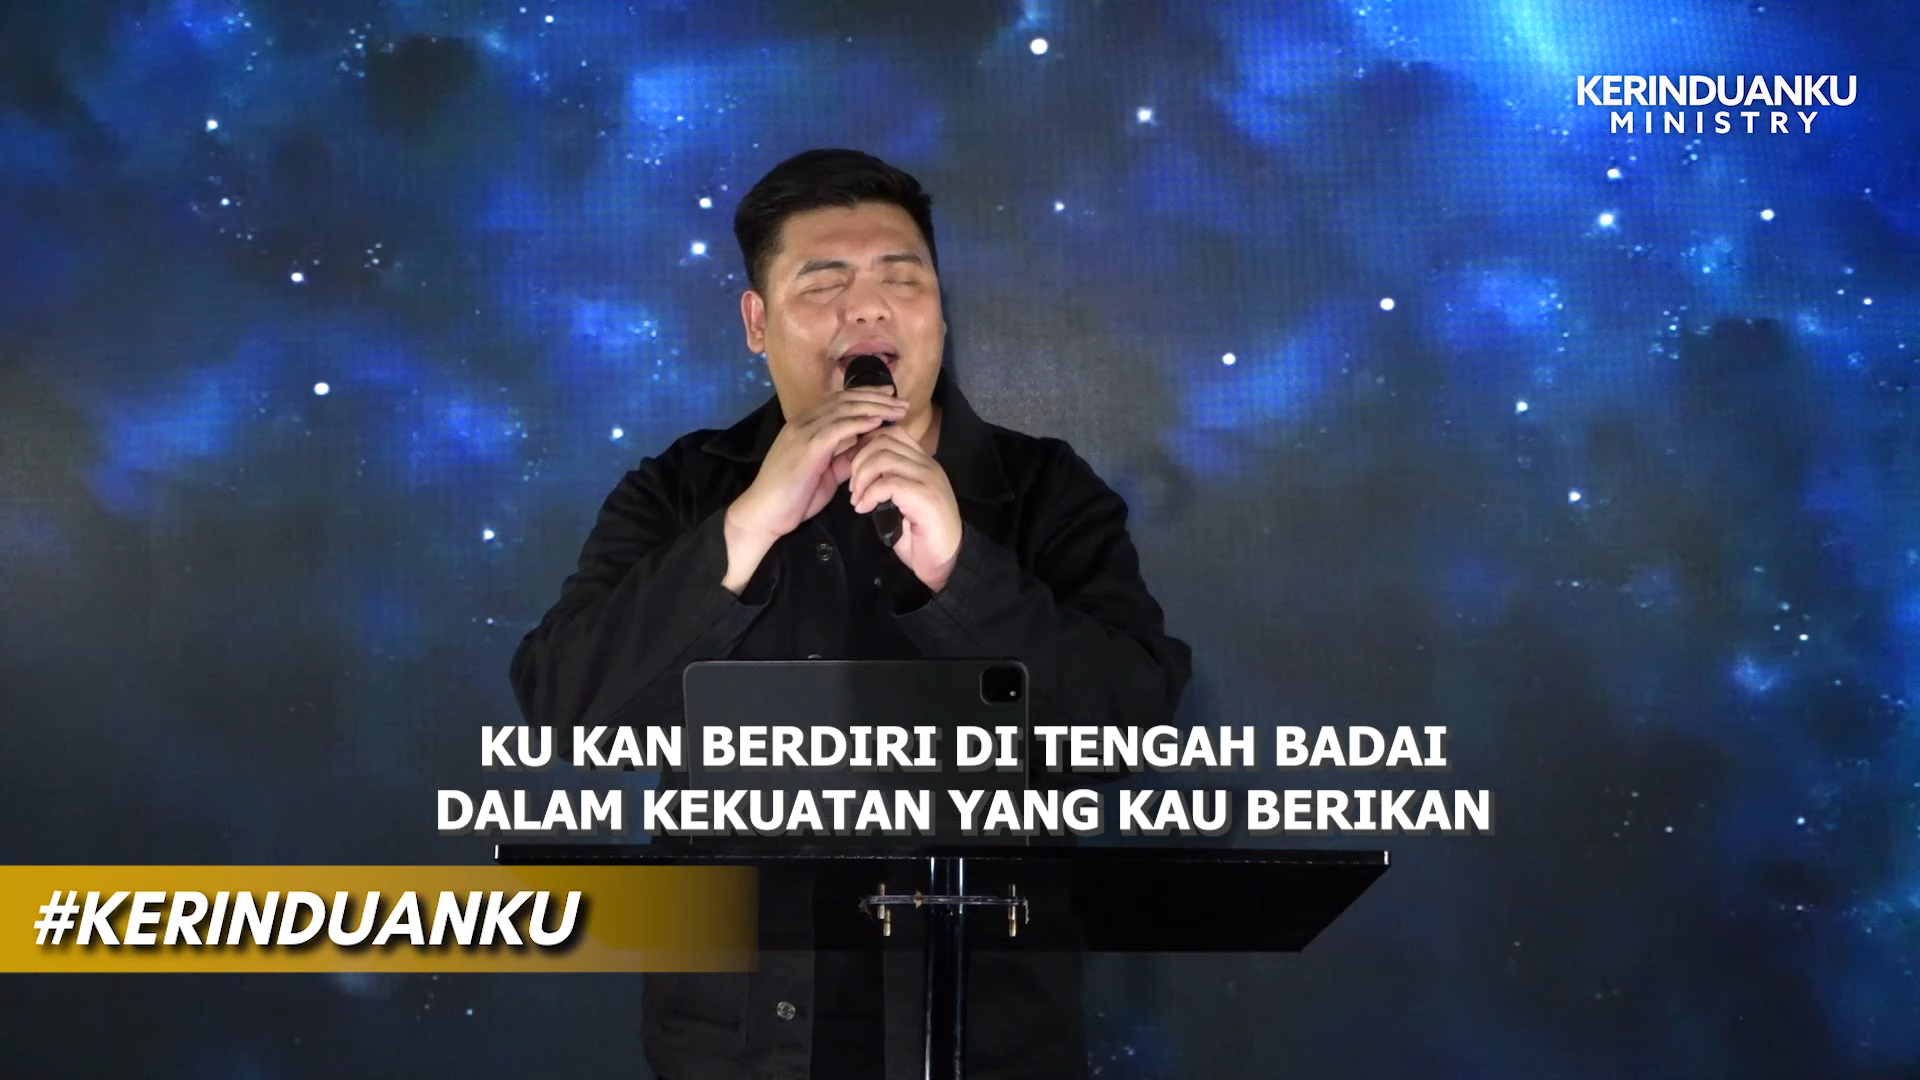 KERINDUANKU
MINISTRY
KU KAN BERDIRI DI TENGAH BADAI
DALAM KEKUATAN YANG KAU BERIKAN
#KERINDUANKU